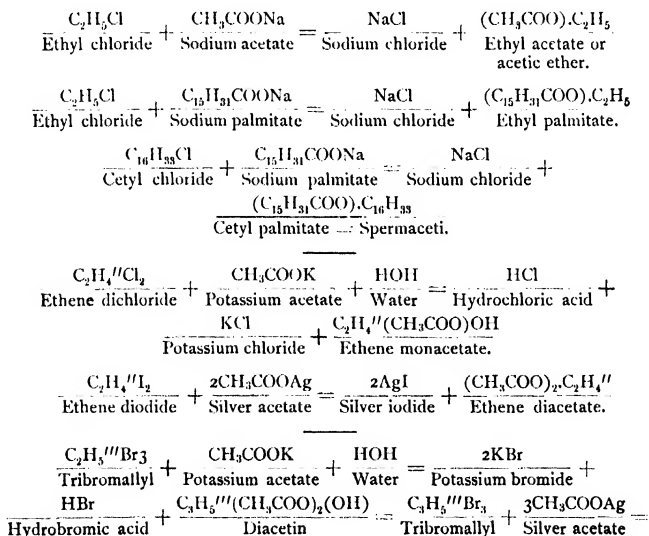 C₂H₅Cl + CH₃COONa = NaCl + (CH₃COO).C₂H₅
Ethyl chloride Sodium acetate Sodium chloride Ethyl acetate or
acetic ether.
C₂H₅Cl + C₁₅H₃₁COONa = NaCl + (C₁₅H₃₁COO).C₂H₅
Ethyl chloride Sodium palmitate Sodium chloride Ethyl palmitate.
C₁₆H₃₃Cl + C₁₅H₃₁COONa = NaCl +
Cetyl chloride Sodium palmitate Sodium chloride
(C₁₅H₃₁COO).C₁₆H₃₃
Cetyl palmitate = Spermaceti.
C₂H₄″Cl₂ + CH₃COOK + HOH = HCl +
Ethene dichloride Potassium acetate Water Hydrochloric acid
KCl + C₂H₄″(CH₃COO)OH
Potassium chloride Ethene monacetate.
C₂H₄″I₂ + 2CH₃COOAg = 2AgI + (CH₃COO)₂.C₂H₄″
Ethene diodide Silver acetate Silver iodide Ethene diacetate.
C₂H₅‴Br3 + CH₃COOK + HOH = 2KBr +
Tribromallyl Potassium acetate Water Potassium bromide
HBr + C₃H₅‴(CH₃COO)₂(OH) = C₃H₅‴Br₃ + 3CH₃COOAg =
Hydrobromic acid Diacetin Tribromallyl Silver acetate